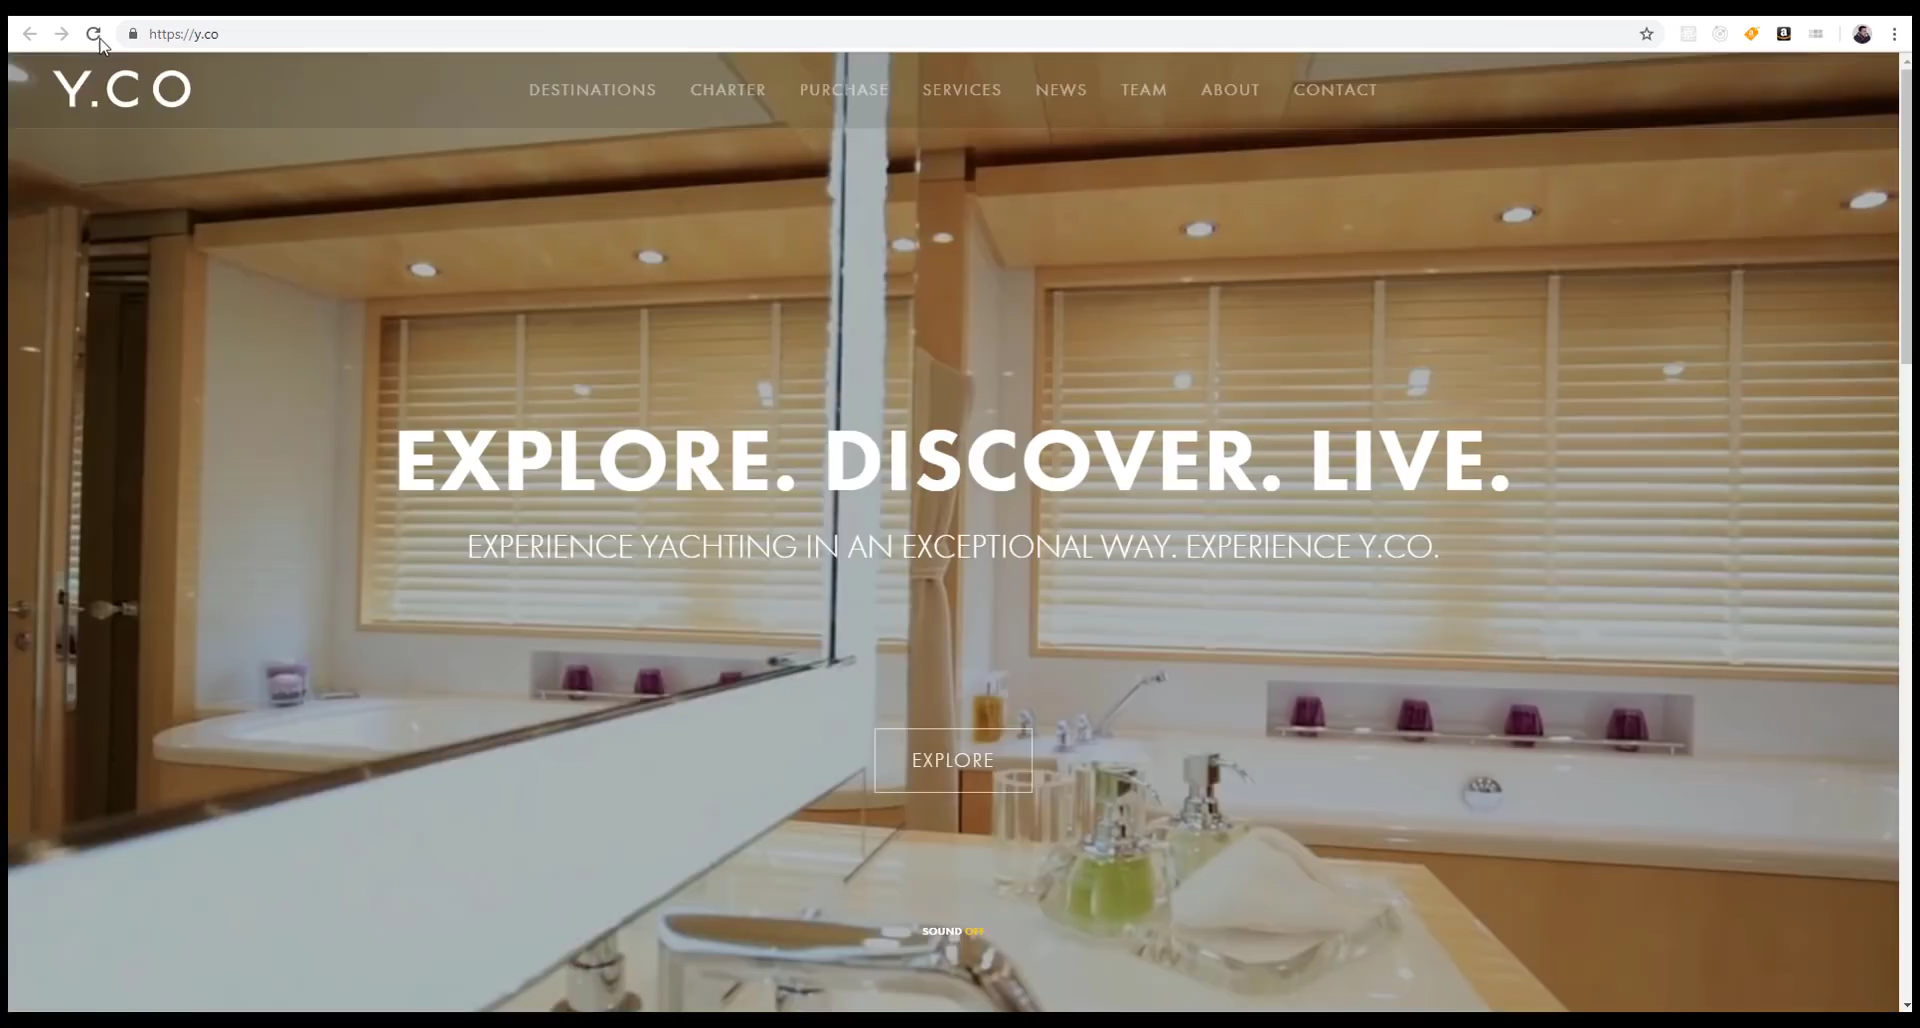 https://y.co
Y.CO
DESTINATIONS CHARTER PURCHASE SERVICES NEWS TEAM ABOUT CONTACT
EXPLORE. DISCOVER. LIVE.
EXPERIENCE YACHTING IN AN EXCEPTIONAL WAY. EXPERIENCE Y.CO.
EXPLORE
SOUND OFF